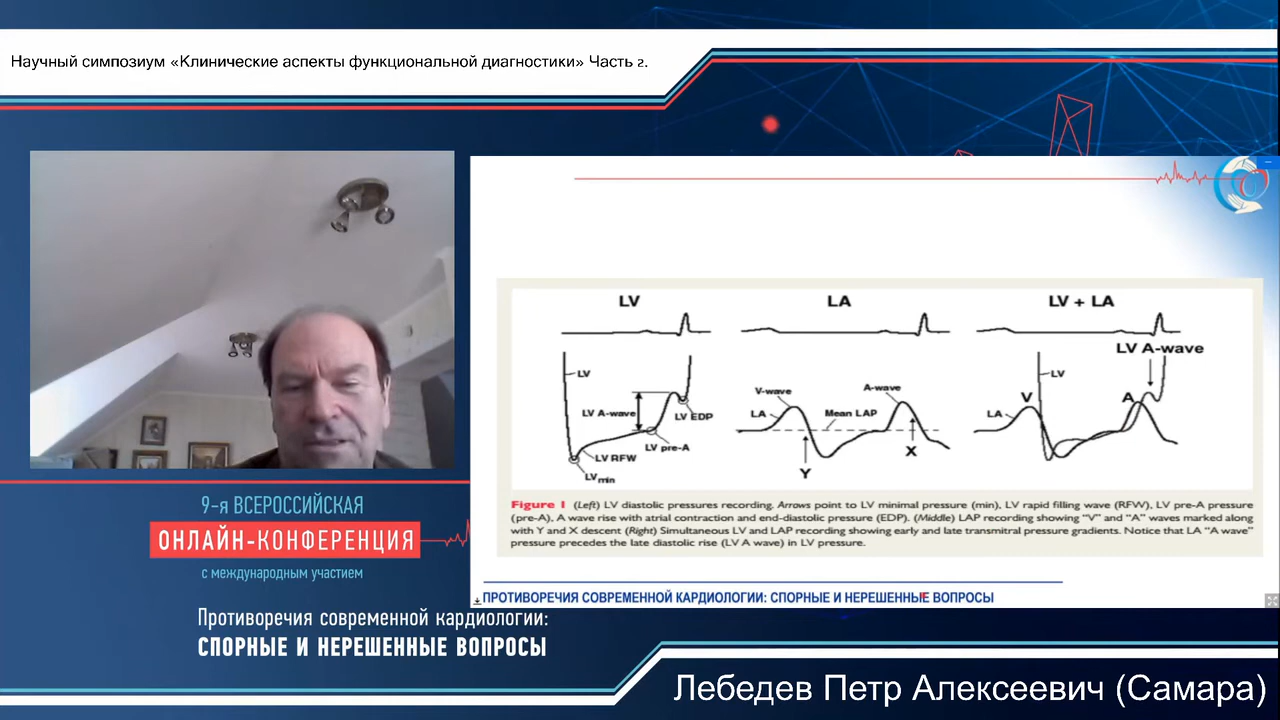 Научный симпозиум «Клинические аспекты функциональной диагностики» Часть 2.
LV
LA
LV + LA
LV A-wave
LV
LV A-wave
LV EDP
LV pre-A
LV RFW
LVmin
V-wave
A-wave
LA
Mean LAP
X
Y
LV
LA
V
A
Figure 1 (Left) LV diastolic pressures recording. Arrows point to LV minimal pressure (min), LV rapid filling wave (RFW), LV pre-A pressure
(pre-A), A wave rise with atrial contraction and end-diastolic pressure (EDP). (Middle) LAP recording showing “V” and “A” waves marked along
with Y and X descent (Right) Simultaneous LV and LAP recording showing early and late transmitral pressure gradients. Notice that LA “A wave”
pressure precedes the late diastolic rise (LV A wave) in LV pressure.
ПРОТИВОРЕЧИЯ СОВРЕМЕННОЙ КАРДИОЛОГИИ: СПОРНЫЕ И НЕРЕШЕННЫЕ ВОПРОСЫ
9-я ВСЕРОССИЙСКАЯ
ОНЛАЙН-КОНФЕРЕНЦИЯ
с международным участием
Противоречия современной кардиологии:
СПОРНЫЕ И НЕРЕШЕННЫЕ ВОПРОСЫ
Лебедев Петр Алексеевич (Самара)